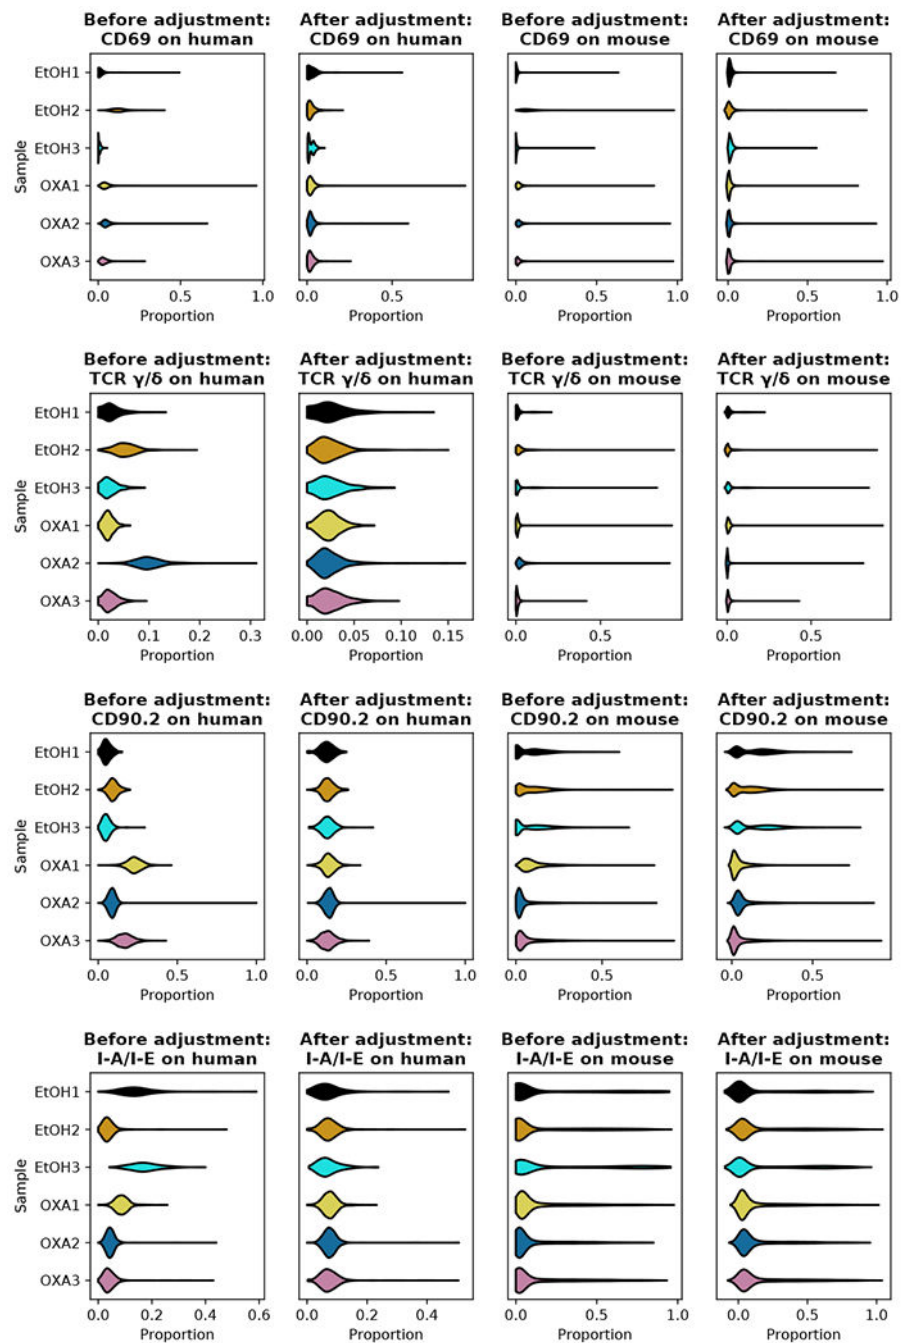 Before adjustment:
CD69 on human
After adjustment:
CD69 on human
Before adjustment:
CD69 on mouse
After adjustment:
CD69 on mouse
Sample
EtOH1
EtOH2
EtOH3
OXA1
OXA2
OXA3
0.0 0.5 1.0
0.0 0.5
0.0 0.5 1.0
0.0 0.5 1.0
Proportion Proportion Proportion Proportion
Before adjustment:
TCR γ/δ on human
After adjustment:
TCR γ/δ on human
Before adjustment:
TCR γ/δ on mouse
After adjustment:
TCR γ/δ on mouse
Sample
EtOH1
EtOH2
EtOH3
OXA1
OXA2
OXA3
0.0 0.1 0.2 0.3
0.00 0.05 0.10 0.15
0.0 0.5
0.0 0.5
Proportion Proportion Proportion Proportion
Before adjustment:
CD90.2 on human
After adjustment:
CD90.2 on human
Before adjustment:
CD90.2 on mouse
After adjustment:
CD90.2 on mouse
Sample
EtOH1
EtOH2
EtOH3
OXA1
OXA2
OXA3
0.0 0.5 1.0
0.0 0.5 1.0
0.0 0.5
0.0 0.5
Proportion Proportion Proportion Proportion
Before adjustment:
I-A/I-E on human
After adjustment:
I-A/I-E on human
Before adjustment:
I-A/I-E on mouse
After adjustment:
I-A/I-E on mouse
Sample
EtOH1
EtOH2
EtOH3
OXA1
OXA2
OXA3
0.0 0.2 0.4 0.6
0.0 0.2 0.4
0.0 0.5 1.0
0.0 0.5 1.0
Proportion Proportion Proportion Proportion